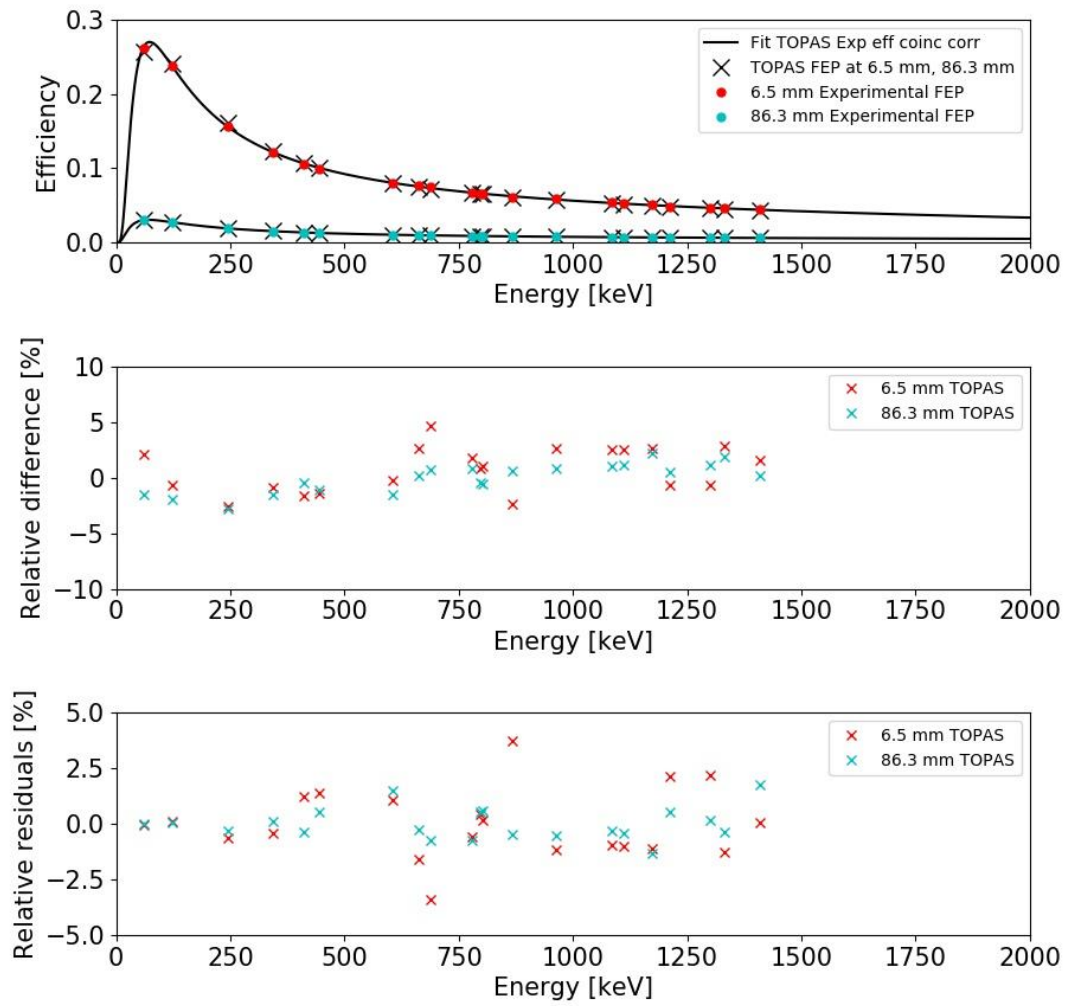 0.3
0.2
0.1
0.0
Efficiency
Fit TOPAS Exp eff coinc corr
TOPAS FEP at 6.5 mm, 86.3 mm
6.5 mm Experimental FEP
86.3 mm Experimental FEP
0 250 500 750 1000 1250 1500 1750 2000
Energy [keV]
10
5
0
−5
−10
Relative difference [%]
6.5 mm TOPAS
86.3 mm TOPAS
0 250 500 750 1000 1250 1500 1750 2000
Energy [keV]
5.0
2.5
0.0
−2.5
−5.0
Relative residuals [%]
6.5 mm TOPAS
86.3 mm TOPAS
0 250 500 750 1000 1250 1500 1750 2000
Energy [keV]